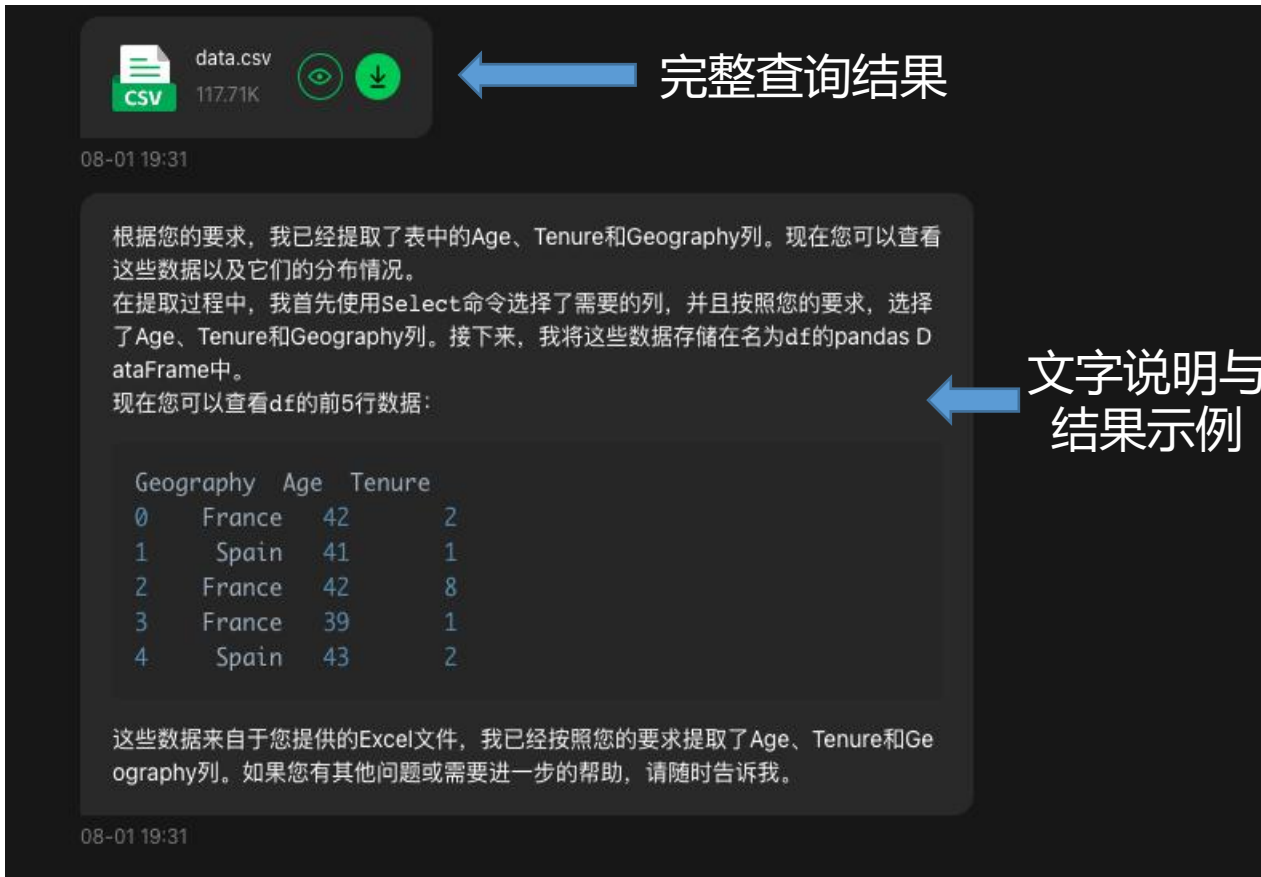 data.csv
CSV
117.71K
完整查询结果
08-01 19:31
根据您的要求，我已经提取了表中的Age、Tenure和Geography列。现在您可以查看
这些数据以及它们的分布情况。
在提取过程中，我首先使用Select命令选择了需要的列，并且按照您的要求，选择
了Age、Tenure和Geography列。接下来，我将这些数据存储在名为df的pandas D
ataFrame中。
现在您可以查看df的前5行数据：
文字说明与
结果示例
Geography Age Tenure
0 France 42 2
1 Spain 41 1
2 France 42 8
3 France 39 1
4 Spain 43 2
这些数据来自于您提供的Excel文件，我已经按照您的要求提取了Age、Tenure和Ge
ography列。如果您有其他问题或需要进一步的帮助，请随时告诉我。
08-01 19:31